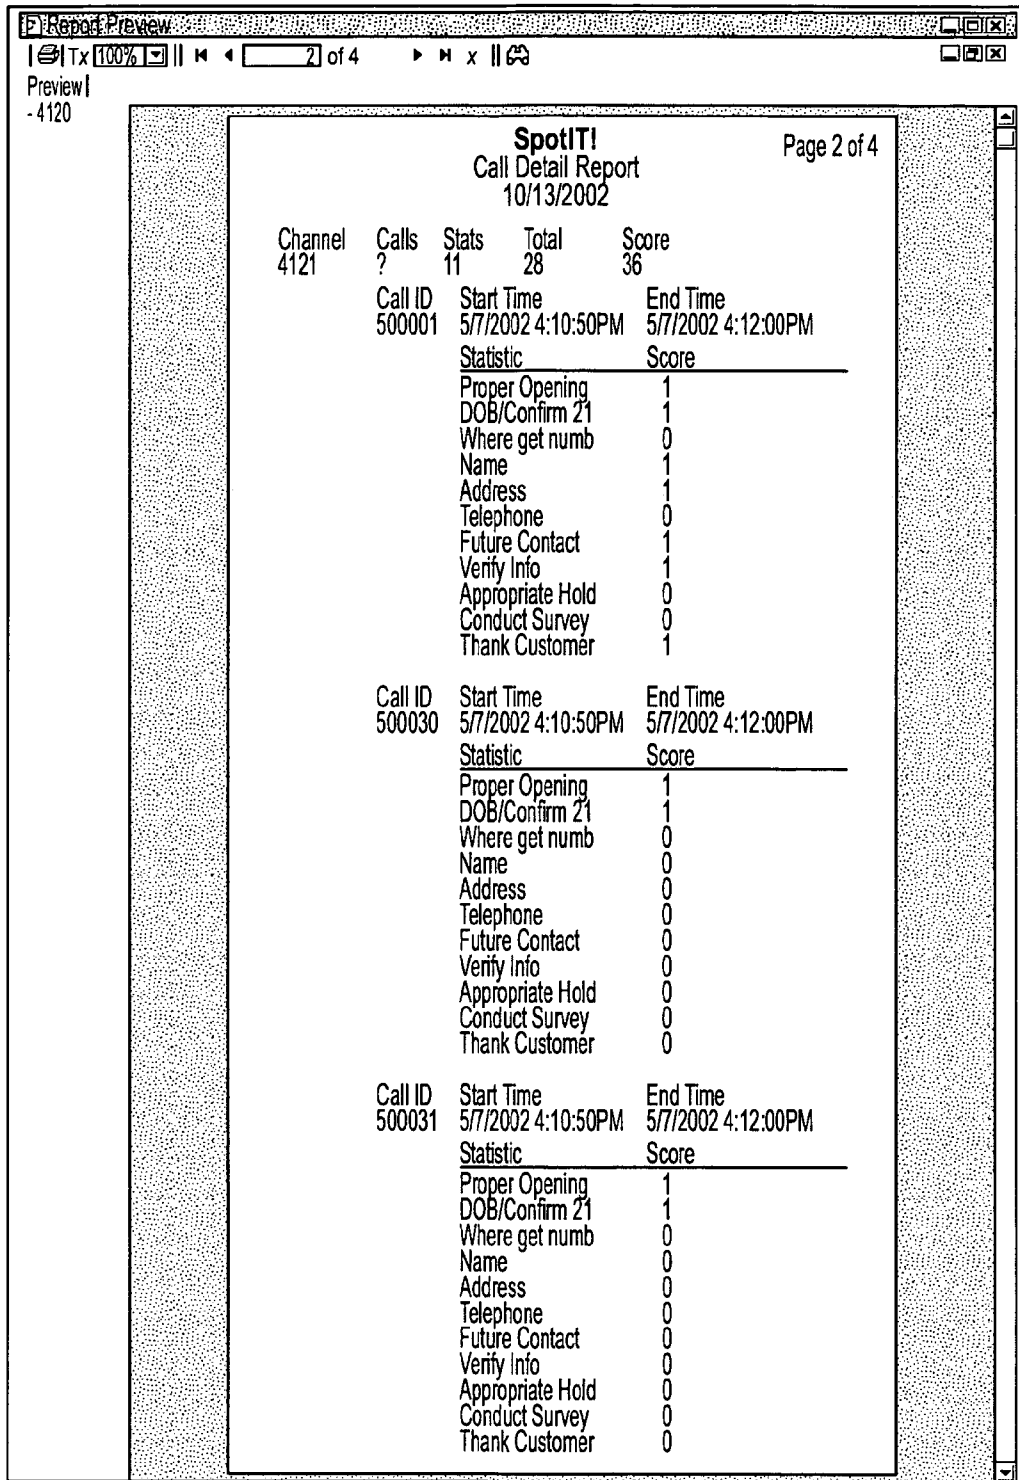 Report Preview
Tx 100% 2 of 4 x
Preview
- 4120
SpotIT! Page 2 of 4
Call Detail Report
10/13/2002
Channel Calls Stats Total Score
4121 ? 11 28 36
Call ID Start Time End Time
500001 5/7/2002 4:10:50PM 5/7/2002 4:12:00PM
Statistic Score
Proper Opening 1
DOB/Confirm 21 1
Where get numb 0
Name 1
Address 1
Telephone 0
Future Contact 1
Verify Info 1
Appropriate Hold 0
Conduct Survey 0
Thank Customer 1
Call ID Start Time End Time
500030 5/7/2002 4:10:50PM 5/7/2002 4:12:00PM
Statistic Score
Proper Opening 1
DOB/Confirm 21 1
Where get numb 0
Name 0
Address 0
Telephone 0
Future Contact 0
Verify Info 0
Appropriate Hold 0
Conduct Survey 0
Thank Customer 0
Call ID Start Time End Time
500031 5/7/2002 4:10:50PM 5/7/2002 4:12:00PM
Statistic Score
Proper Opening 1
DOB/Confirm 21 1
Where get numb 0
Name 0
Address 0
Telephone 0
Future Contact 0
Verify Info 0
Appropriate Hold 0
Conduct Survey 0
Thank Customer 0